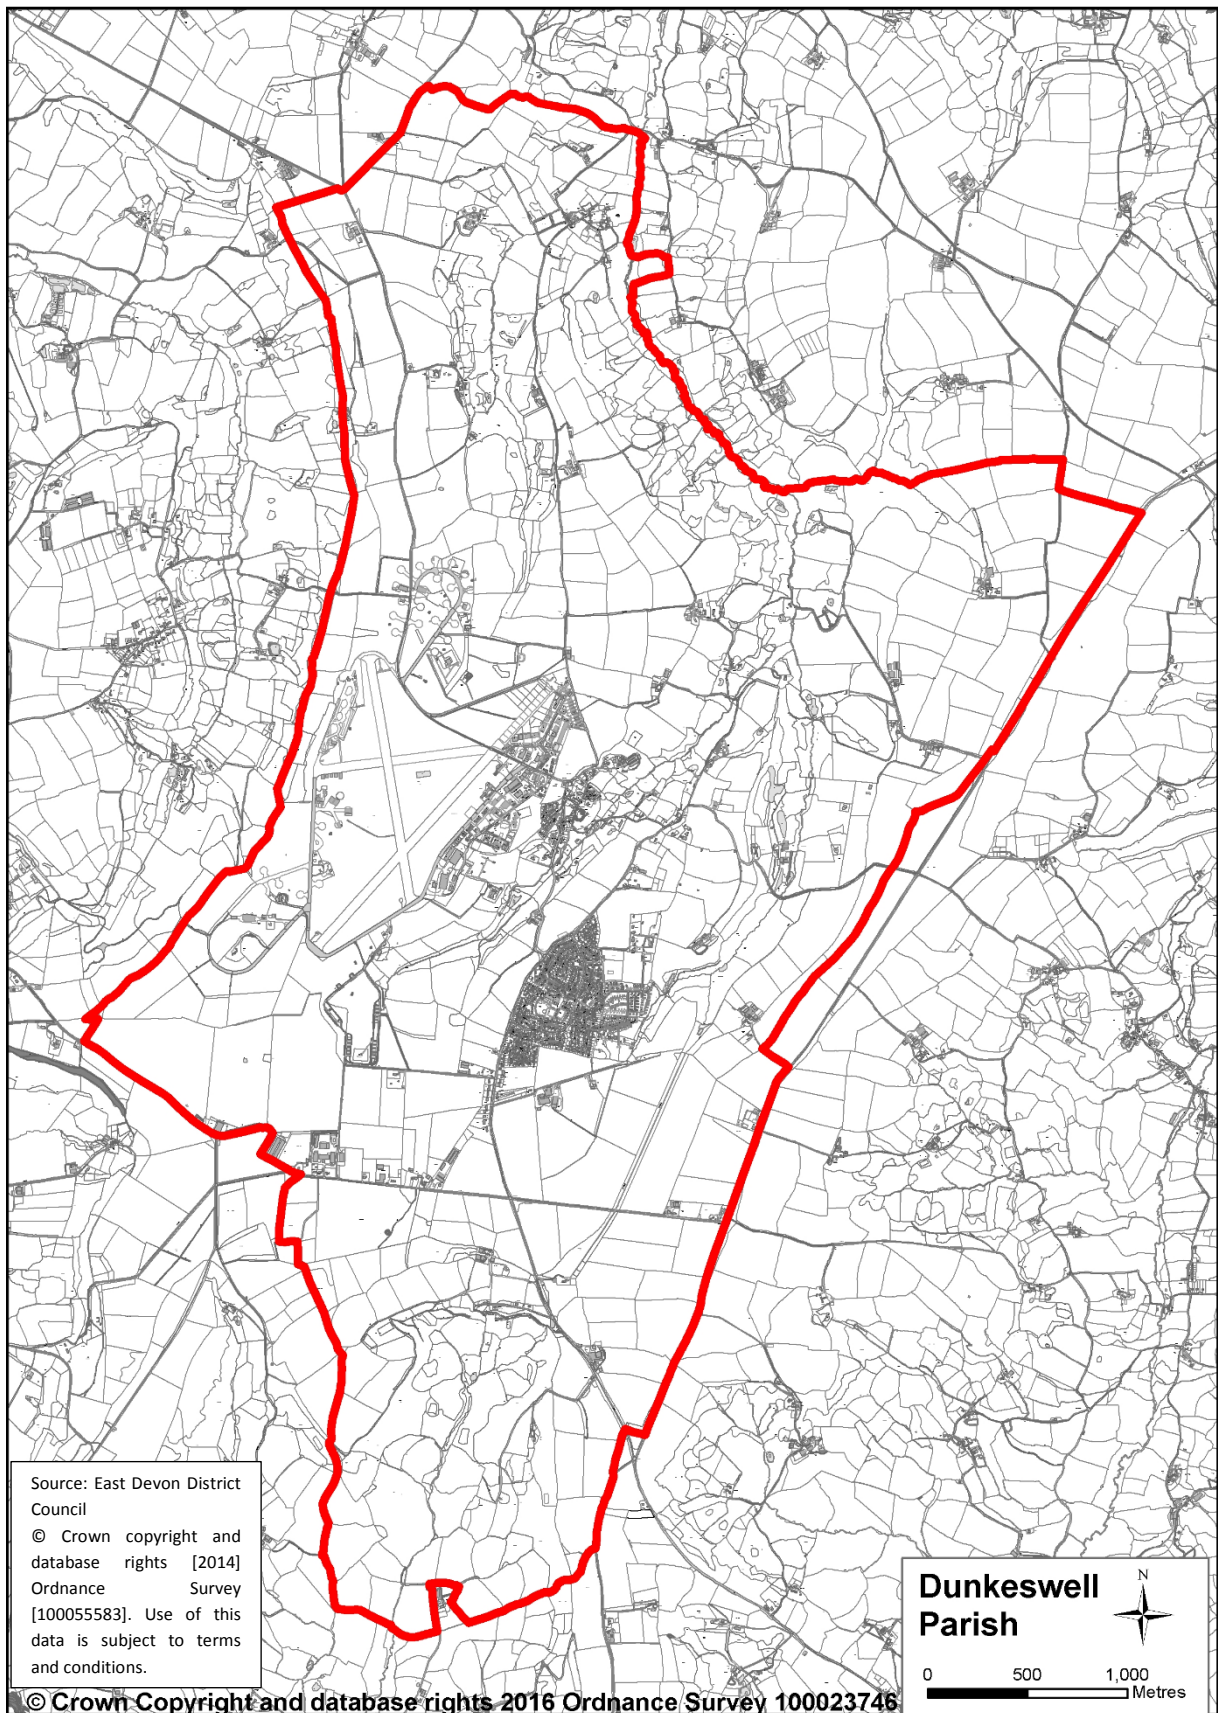 Source: East Devon District
Council
© Crown copyright and
database rights [2014]
Ordnance Survey
[100055583]. Use of this
data is subject to terms
and conditions.
Dunkeswell
Parish
N
0 500 1,000
Metres
© Crown Copyright and database rights 2016 Ordnance Survey 100023746